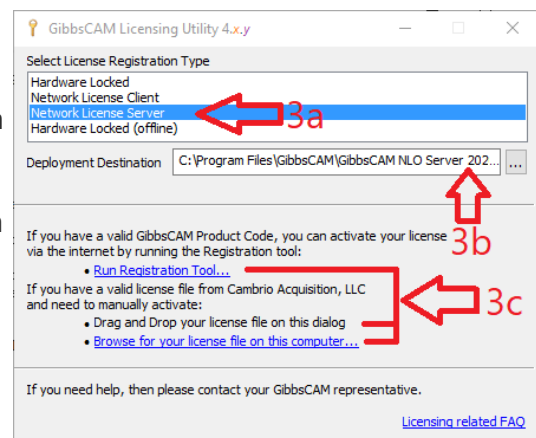 GibbsCAM Licensing Utility 4.x.y
Select License Registration Type
Hardware Locked
Network License Client
Network License Server
Hardware Locked (offline)
3a
Deployment Destination C:\Program Files\GibbsCAM\GibbsCAM NLO Server 202... ...
3b
If you have a valid GibbsCAM Product Code, you can activate your license
via the internet by running the Registration tool:
• Run Registration Tool...
If you have a valid license file from Cambrio Acquisition, LLC
and need to manually activate:
3c
• Drag and Drop your license file on this dialog
• Browse for your license file on this computer...
If you need help, then please contact your GibbsCAM representative.
Licensing related FAQ